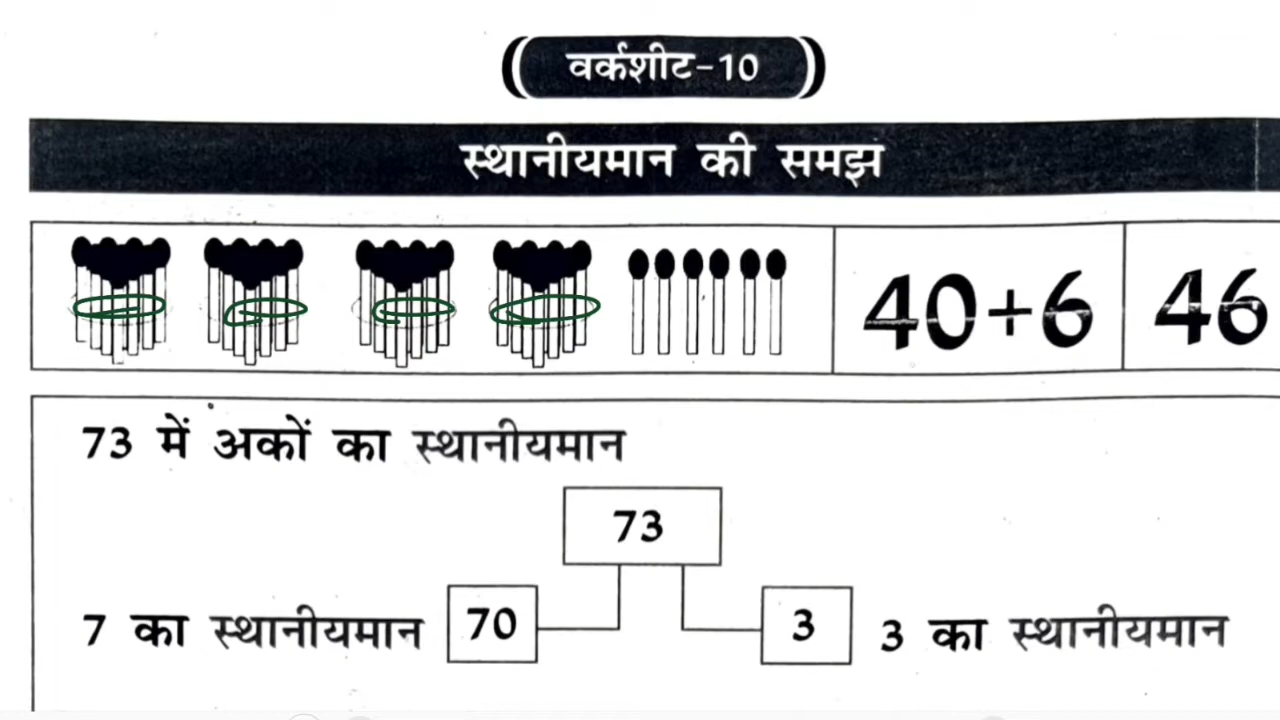 वर्कशीट-10
स्थानीयमान की समझ
40+6 46
73 में अंकों का स्थानीयमान
73
7 का स्थानीयमान 70 3 3 का स्थानीयमान